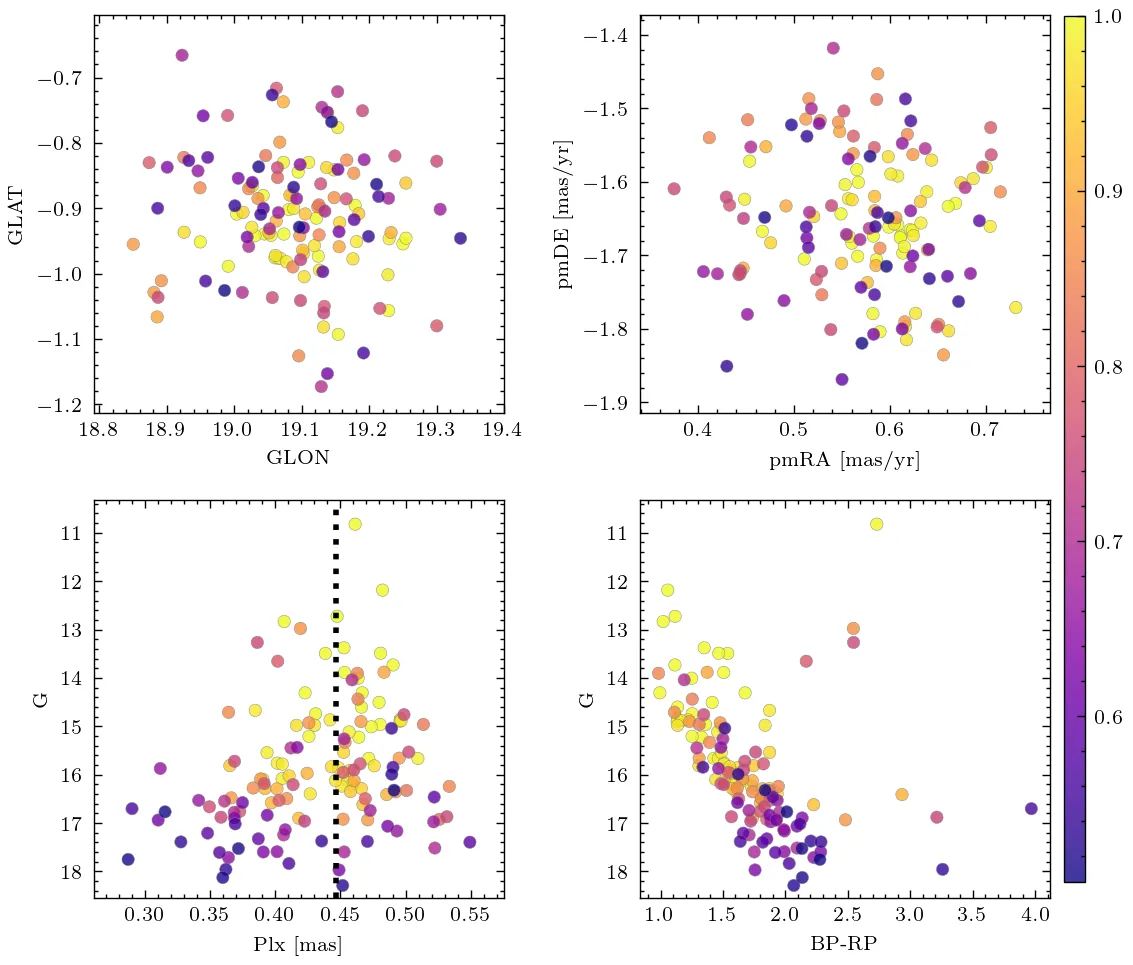 −0.7
−0.8
−0.9
−1.0
−1.1
−1.2
GLAT
18.8 18.9 19.0 19.1 19.2 19.3 19.4
GLON
−1.4
−1.5
−1.6
−1.7
−1.8
−1.9
pmDE [mas/yr]
0.4 0.5 0.6 0.7
pmRA [mas/yr]
1.0
0.9
0.8
0.7
0.6
11
12
13
14
15
16
17
18
G
0.30 0.35 0.40 0.45 0.50 0.55
Plx [mas]
11
12
13
14
15
16
17
18
G
1.0 1.5 2.0 2.5 3.0 3.5 4.0
BP-RP